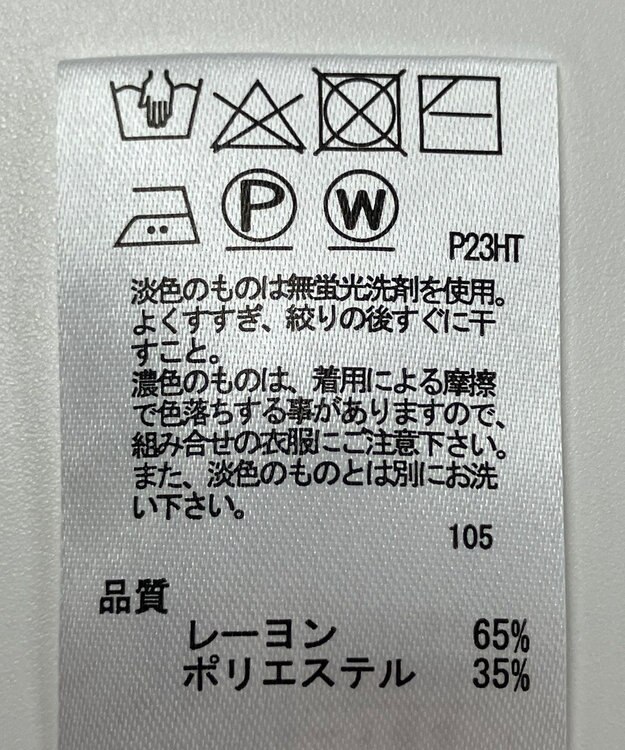 P W
P23HT
淡色のものは無蛍光洗剤を使用。
よくすすぎ、絞りの後すぐに干
すこと。
濃色のものは、着用による摩擦
で色落ちする事がありますので、
組み合せの衣服にご注意下さい。
また、淡色のものとは別にお洗
い下さい。
105
品質
レーヨン 65%
ポリエステル 35%